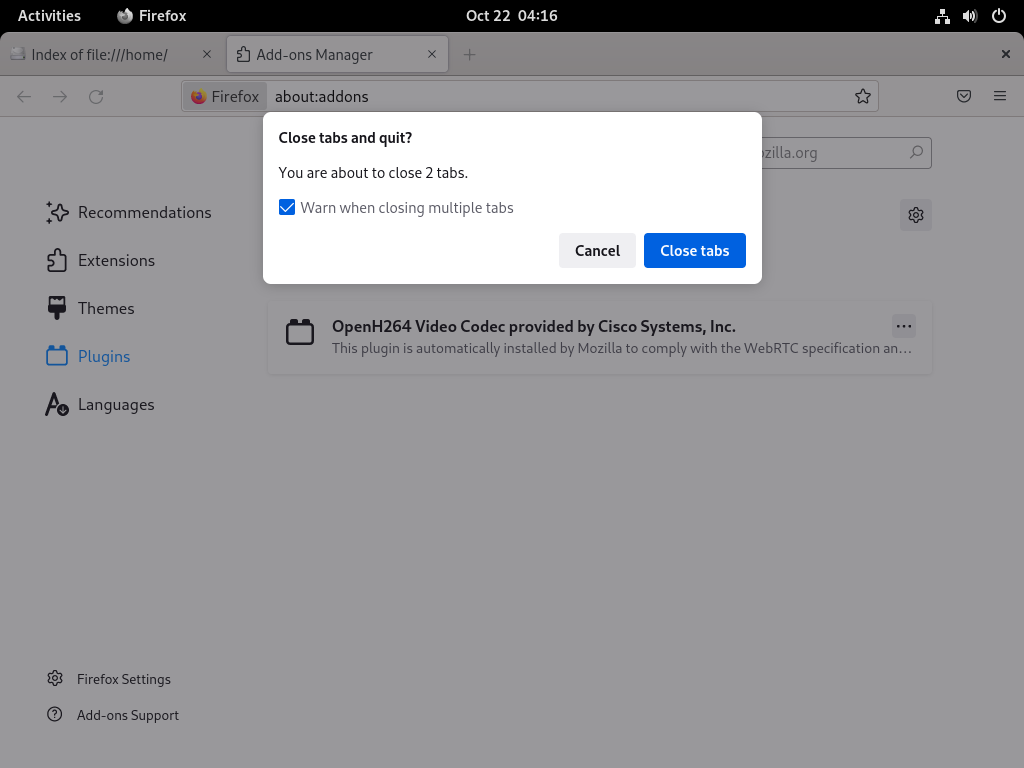 Activities
Firefox
Oct 22 04:16
Index of file:///home/
Add-ons Manager
Firefox
about:addons
Close tabs and quit?
You are about to close 2 tabs.
Warn when closing multiple tabs
Cancel
Close tabs
ozilla.org
Recommendations
Extensions
Themes
Plugins
Languages
OpenH264 Video Codec provided by Cisco Systems, Inc.
This plugin is automatically installed by Mozilla to comply with the WebRTC specification an…
Firefox Settings
Add-ons Support